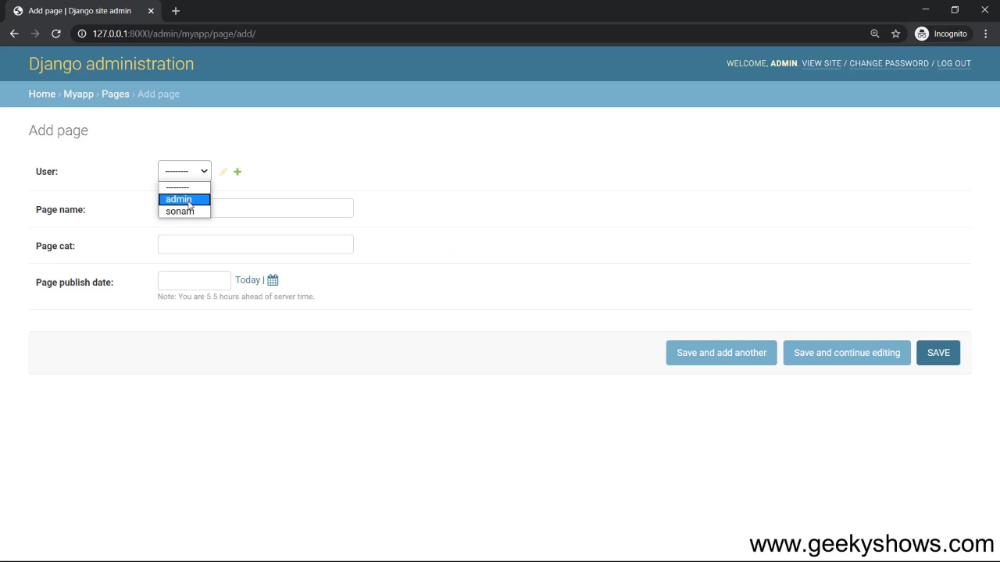 Add page | Django site admin
127.0.0.1:8000/admin/myapp/page/add/
Incognito
Django administration
WELCOME, ADMIN. VIEW SITE / CHANGE PASSWORD / LOG OUT
Home › Myapp › Pages › Add page
Add page
User:
---------
---------
admin
sonam
Page name:
Page cat:
Page publish date:
Today |
Note: You are 5.5 hours ahead of server time.
Save and add another
Save and continue editing
SAVE
www.geekyshows.com